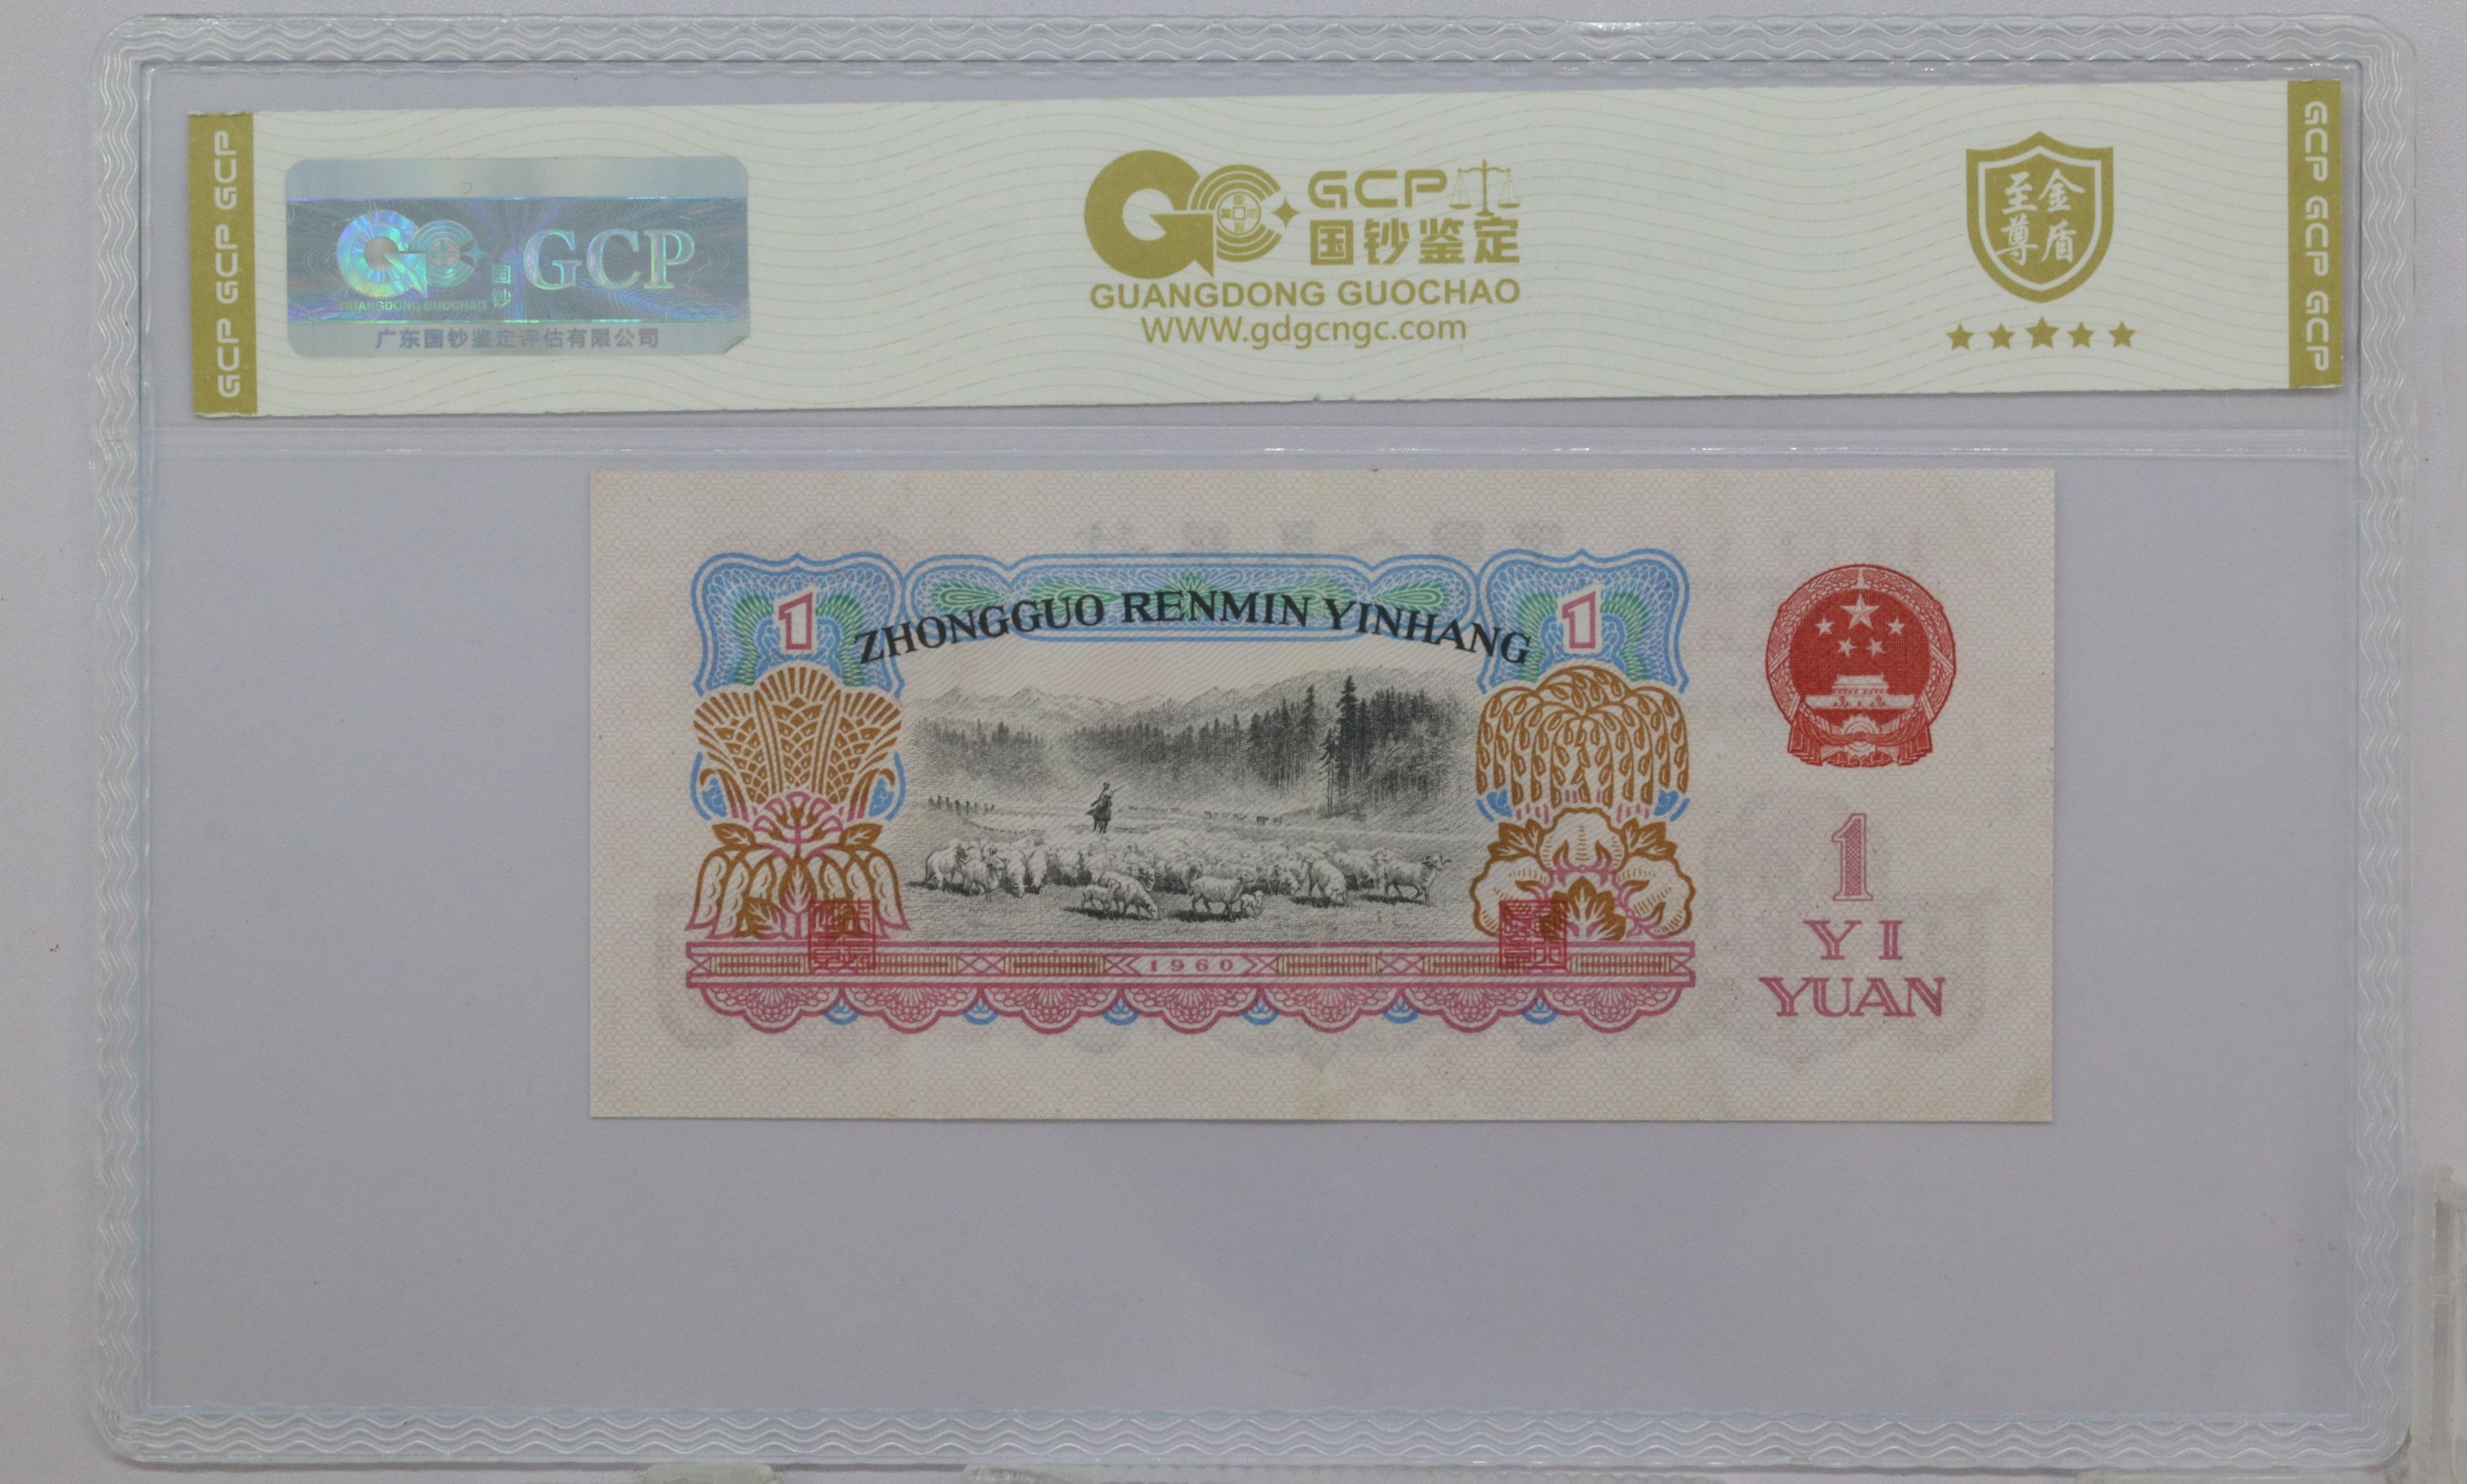 GCP GCP GCP
GCP
国钞
GUANGDONG GUOCHAO
广东国钞鉴定评估有限公司
GCP
国钞鉴定
GUANGDONG GUOCHAO
WWW.gdgcngc.com
金盾
至尊
GCP GCP GCP
1
ZHONGGUO RENMIN YINHANG
1
1960
1
YI
YUAN